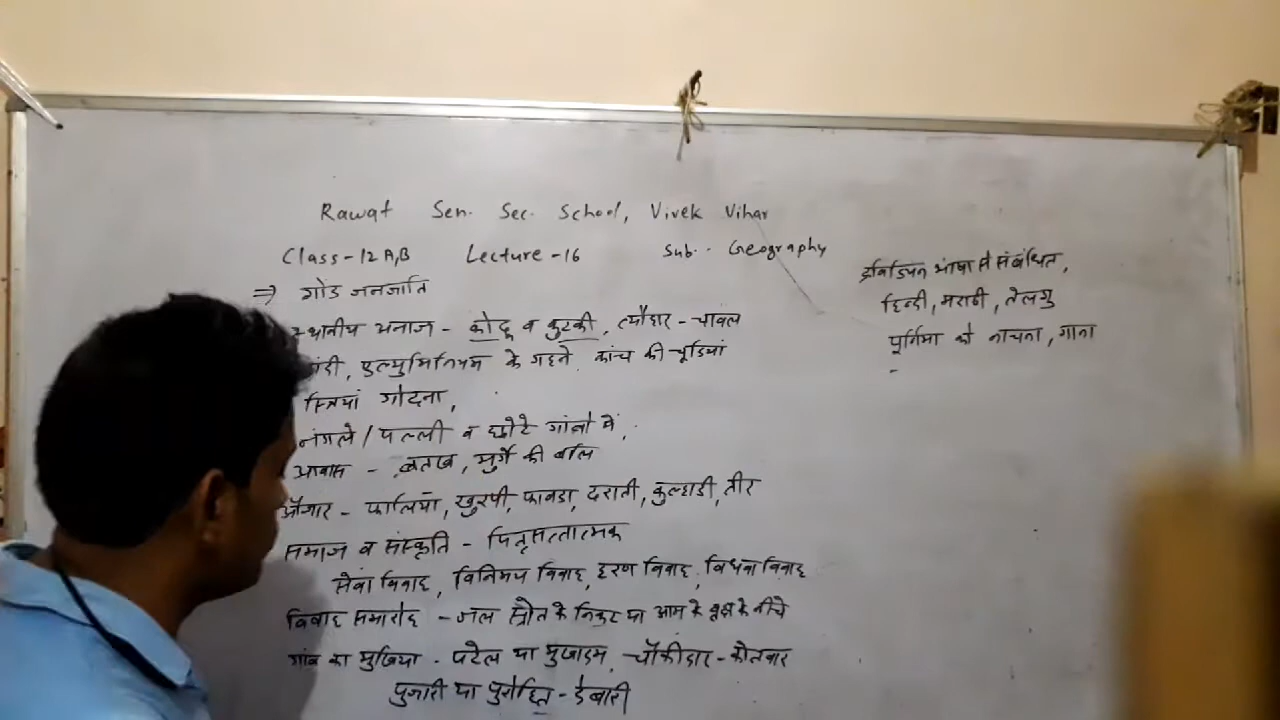 Rawat Sen. Sec. School, Vivek Vihar
Class-12 A,B Lecture -16 Sub.- Geography
⇒ गोंड जनजाति
स्थानीय अनाज - कोदू व कुटकी, त्यौहार - चावल
एल्युमिनियम के गहने, कांच की चूडियां
स्त्रियां गोदना,
नंगले / पल्ली व छोटे गांवो में,
आवास - बतख, मुर्गे की बलि
औजार - फालियाँ, खुरपी, फावडा, दराती, कुल्हाडी, तीर
समाज व संस्कृति - पितृसत्तात्मक
सेवा विवाह, विनिमय विवाह, हरण विवाह, विधवा विवाह
विवाह समारोह - जल स्रोत के निकट या आम के वृक्ष के नीचे
गांव का मुखिया - पटेल या मुखादम, चौकीदार - कोतवार
पुजारी या पुरोहित - देबारी
द्रविडियन भाषा से संबंधित,
हिन्दी, मराठी, तेलगु
पूर्णिमा को नाचना, गाना